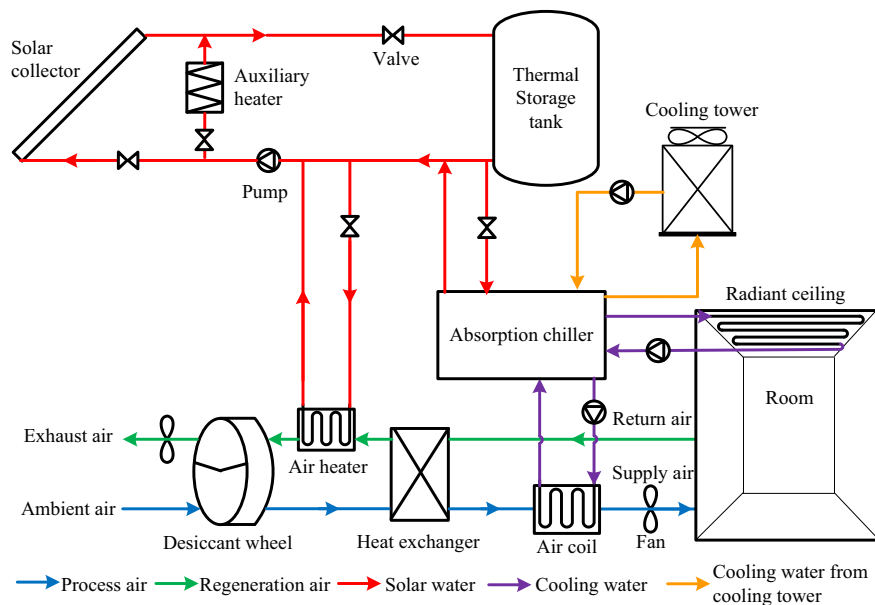 Solar
collector
Auxiliary
heater
Valve
Thermal
Storage
tank
Cooling tower
Pump
Absorption chiller
Radiant ceiling
Room
Return air
Exhaust air
Air heater
Supply air
Ambient air
Desiccant wheel
Heat exchanger
Air coil
Fan
Process air
Regeneration air
Solar water
Cooling water
Cooling water from
cooling tower